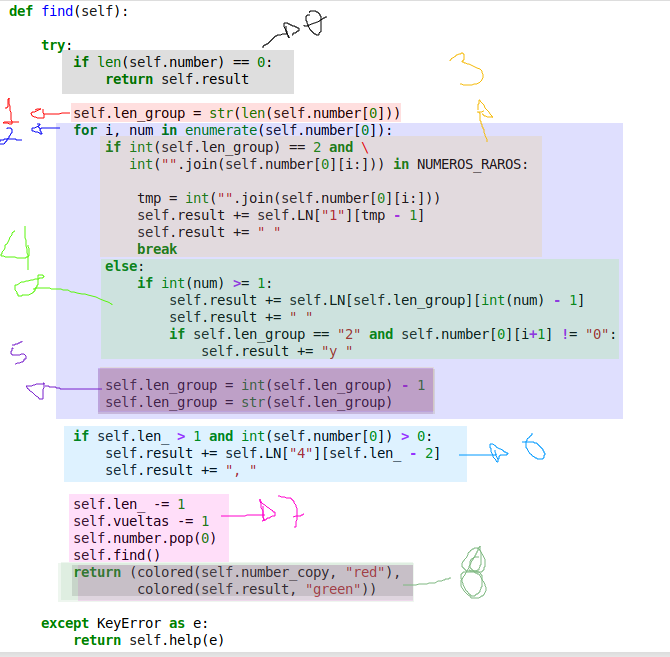 def find(self):
0
try:
if len(self.number) == 0:
return self.result
3
1
self.len_group = str(len(self.number[0]))
2
for i, num in enumerate(self.number[0]):
if int(self.len_group) == 2 and \
int("".join(self.number[0][i:])) in NUMEROS_RAROS:
tmp = int("".join(self.number[0][i:]))
self.result += self.LN["1"][tmp - 1]
self.result += " "
break
4
else:
if int(num) >= 1:
self.result += self.LN[self.len_group][int(num) - 1]
self.result += " "
if self.len_group == "2" and self.number[0][i+1] != "0":
self.result += "y "
5
self.len_group = int(self.len_group) - 1
self.len_group = str(self.len_group)
if self.len_ > 1 and int(self.number[0]) > 0:
self.result += self.LN["4"][self.len_ - 2]
6
self.result += ", "
self.len_ -= 1
7
self.vueltas -= 1
self.number.pop(0)
self.find()
return (colored(self.number_copy, "red"),
8
colored(self.result, "green"))
except KeyError as e:
return self.help(e)